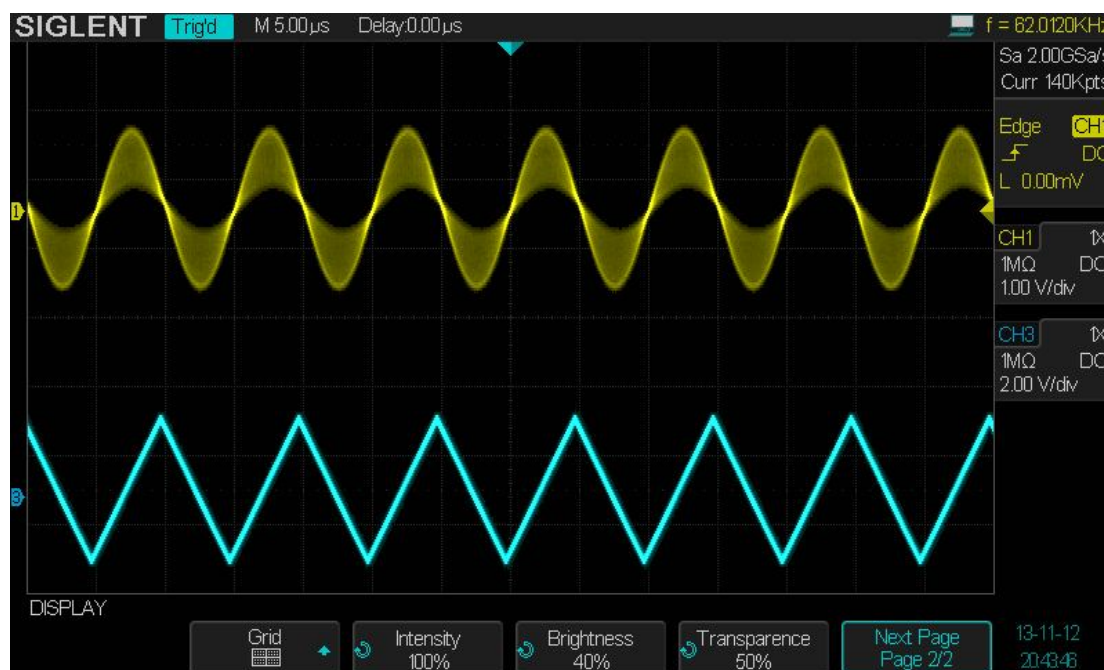 SIGLENT Trig'd M 5.00μs Delay:0.00μs f = 62.0120KHz
Sa 2.00GSa/s
Curr 140Kpts
Edge CH1
DC
L 0.00mV
1
CH1 1X
1MΩ DC
1.00 V/div
CH3 1X
1MΩ DC
2.00 V/div
3
DISPLAY
Grid Intensity Brightness Transparence Next Page
100% 40% 50% Page 2/2
13-11-12
20:43:46